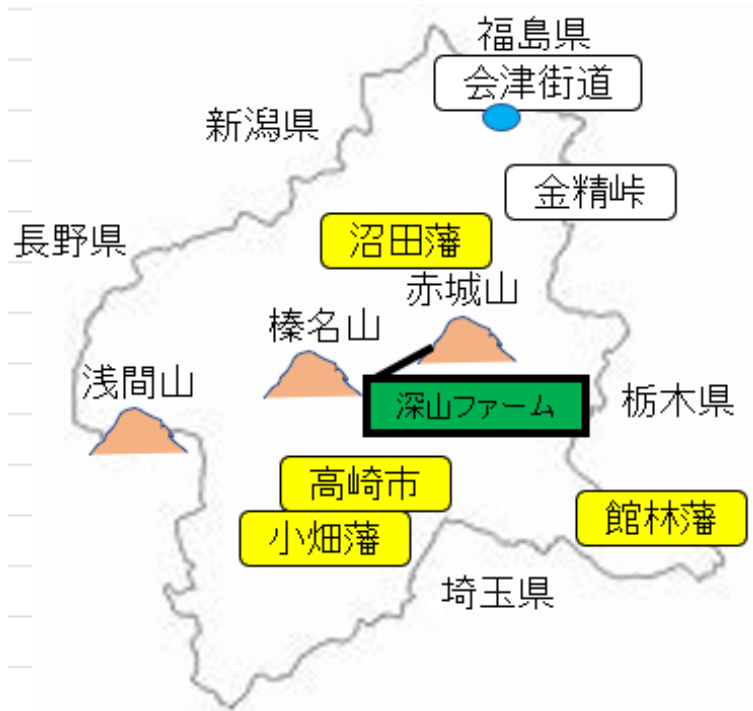 福島県
会津街道
新潟県
金精峠
長野県
沼田藩
赤城山
榛名山
浅間山
深山ファーム
栃木県
高崎市
館林藩
小畑藩
埼玉県